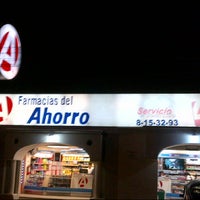 A
Farmacias del
Ahorro
Servicio
8-15-32-93